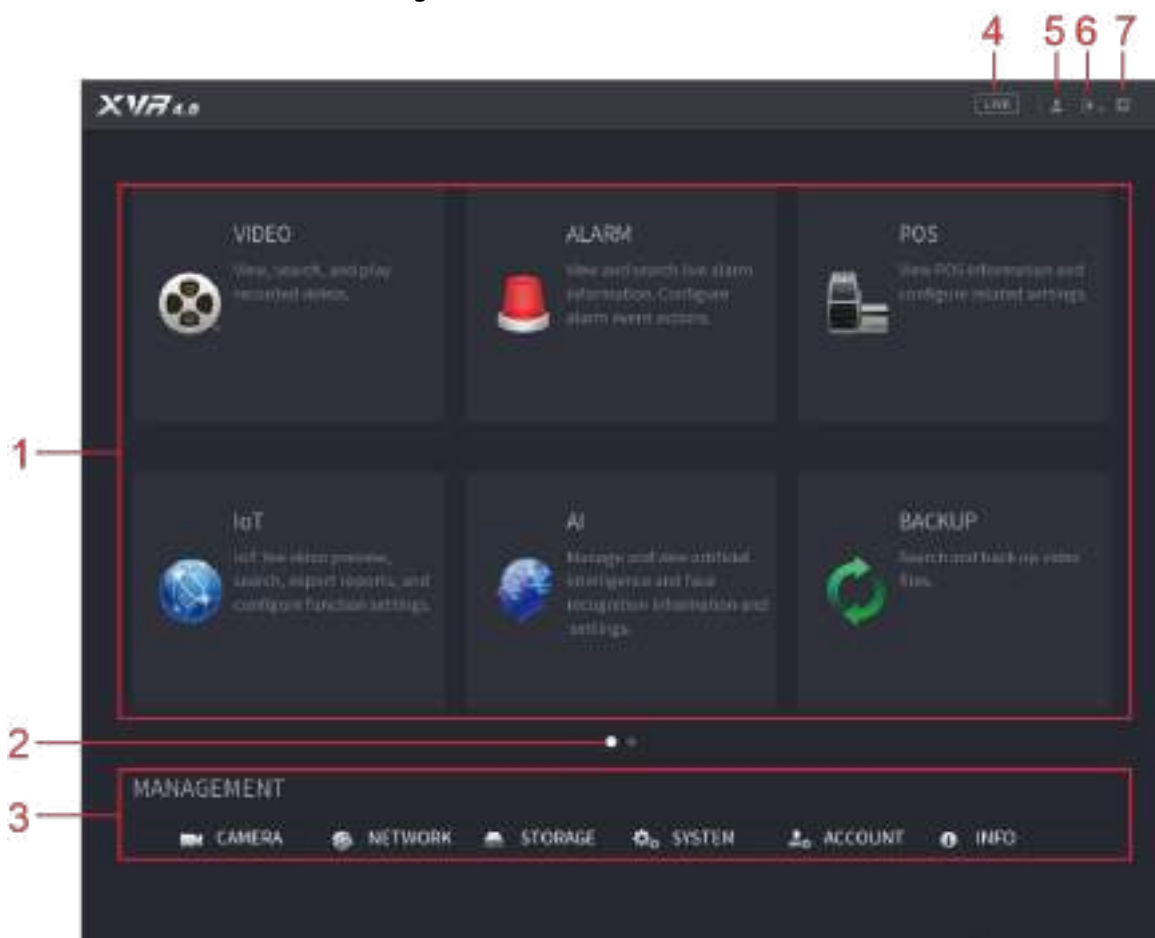 4 5 6 7
XVR 4.0
LIVE
VIDEO
View, search, and play
recorded videos.
ALARM
View and search live alarm
information. Configure
alarm event actions.
POS
View POS information and
configure related settings.
1
IoT
IoT live video preview,
search, export reports, and
configure function settings.
AI
Manage and view artificial
intelligence and face
recognition information and
settings.
BACKUP
Search and back up video
files.
2
3
MANAGEMENT
CAMERA NETWORK STORAGE SYSTEM ACCOUNT INFO